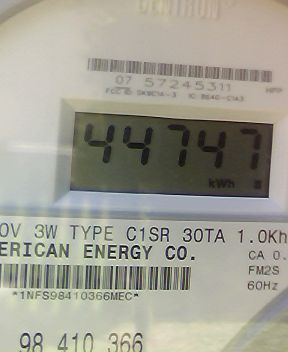 CENTRON
07 57245311
44747
kWh
0V 3W TYPE C1SR 30TA 1.0Kh
ERICAN ENERGY CO.
CA 0.
FM2S
60Hz
*1NFS98410366MEC*
98 410 366